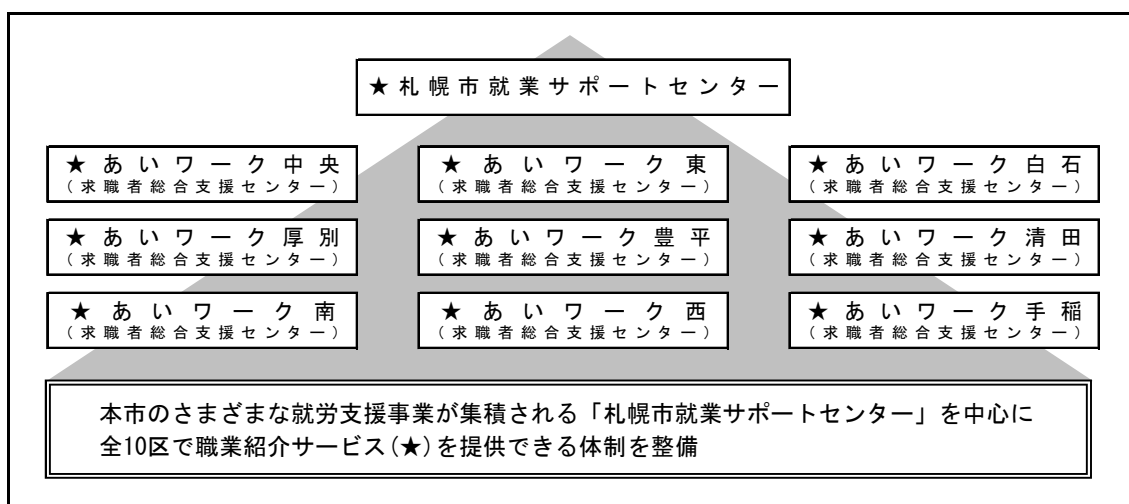 ★札幌市就業サポートセンター
★あいワーク中央
(求職者総合支援センター)
★あいワーク東
(求職者総合支援センター)
★あいワーク白石
(求職者総合支援センター)
★あいワーク厚別
(求職者総合支援センター)
★あいワーク豊平
(求職者総合支援センター)
★あいワーク清田
(求職者総合支援センター)
★あいワーク南
(求職者総合支援センター)
★あいワーク西
(求職者総合支援センター)
★あいワーク手稲
(求職者総合支援センター)
本市のさまざまな就労支援事業が集積される「札幌市就業サポートセンター」を中心に
全10区で職業紹介サービス(★)を提供できる体制を整備